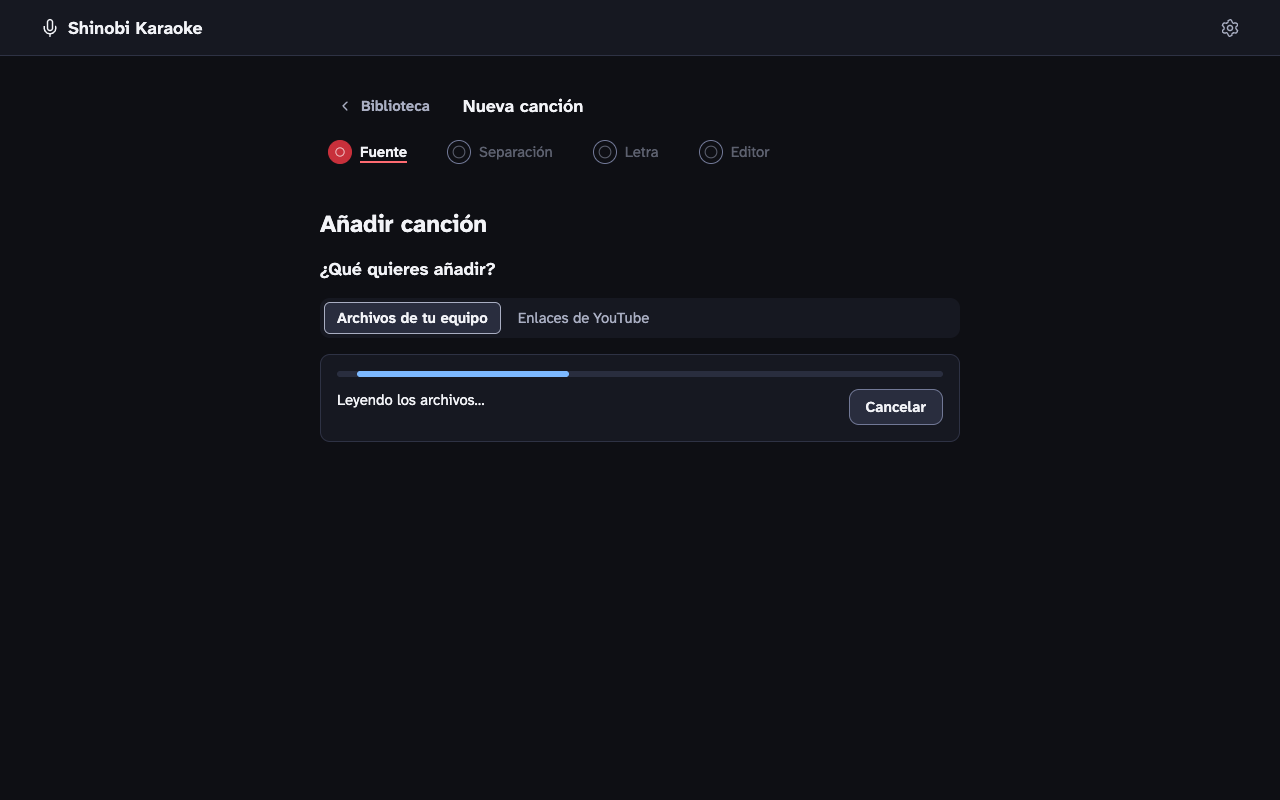 Shinobi Karaoke
Biblioteca Nueva canción
Fuente Separación Letra Editor
Añadir canción
¿Qué quieres añadir?
Archivos de tu equipo Enlaces de YouTube
Leyendo los archivos...
Cancelar